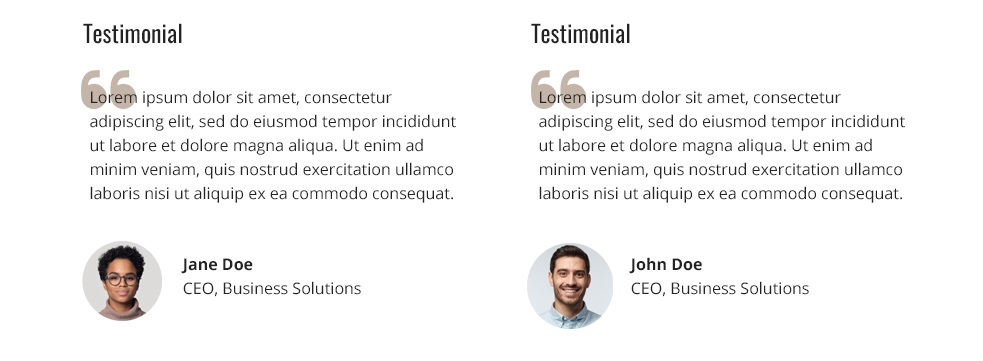 Testimonial
“
Lorem ipsum dolor sit amet, consectetur
adipiscing elit, sed do eiusmod tempor incididunt
ut labore et dolore magna aliqua. Ut enim ad
minim veniam, quis nostrud exercitation ullamco
laboris nisi ut aliquip ex ea commodo consequat.
Jane Doe
CEO, Business Solutions
Testimonial
“
Lorem ipsum dolor sit amet, consectetur
adipiscing elit, sed do eiusmod tempor incididunt
ut labore et dolore magna aliqua. Ut enim ad
minim veniam, quis nostrud exercitation ullamco
laboris nisi ut aliquip ex ea commodo consequat.
John Doe
CEO, Business Solutions